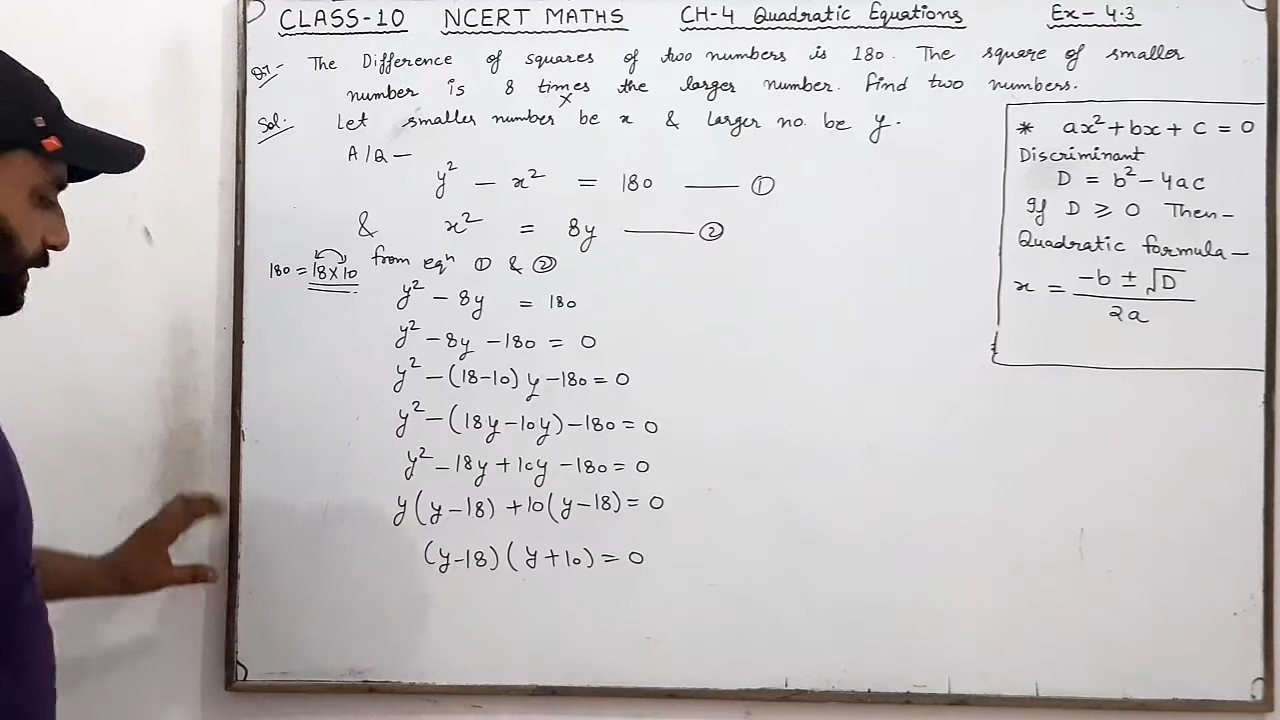 CLASS-10 NCERT MATHS CH-4 Quadratic Equations Ex-4.3
Q7.- The Difference of squares of two numbers is 180. The square of smaller
number is 8 times the larger number. Find two numbers.
x
Sol. Let smaller number be x & larger no. be y.
A/Q —
y² - x² = 180 —— ①
& x² = 8y —— ②
180 = 18×10
from eqⁿ ① & ②
y² - 8y = 180
y² - 8y - 180 = 0
y² - (18-10)y - 180 = 0
y² - (18y-10y) - 180 = 0
y² - 18y + 10y - 180 = 0
y(y-18) + 10(y-18) = 0
(y-18)(y+10) = 0
* ax² + bx + c = 0
Discriminant
D = b² - 4ac
If D ≥ 0 Then-
Quadratic formula-
x = -b ± √D
2a